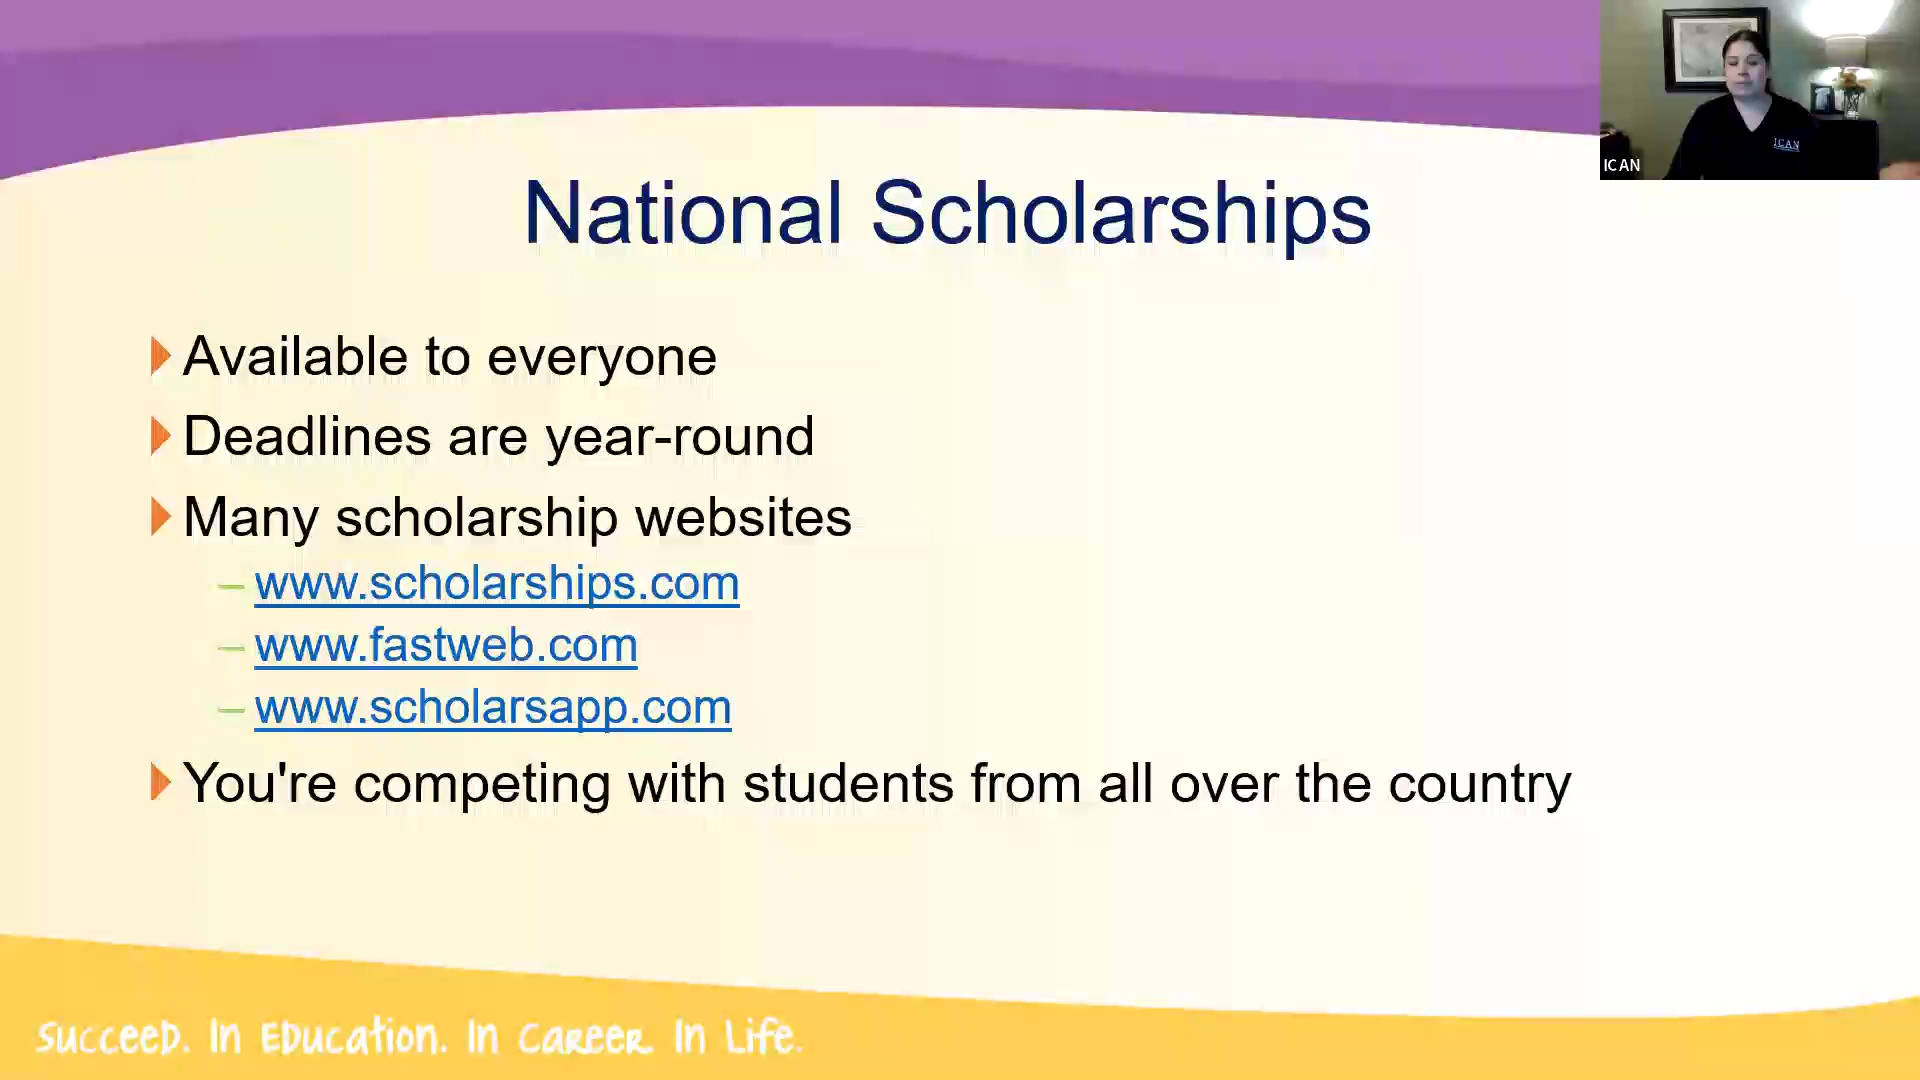 National Scholarships
ICAN
ICAN
Available to everyone
Deadlines are year-round
Many scholarship websites
– www.scholarships.com
– www.fastweb.com
– www.scholarsapp.com
You're competing with students from all over the country
Succeed. In Education. In Career. In Life.